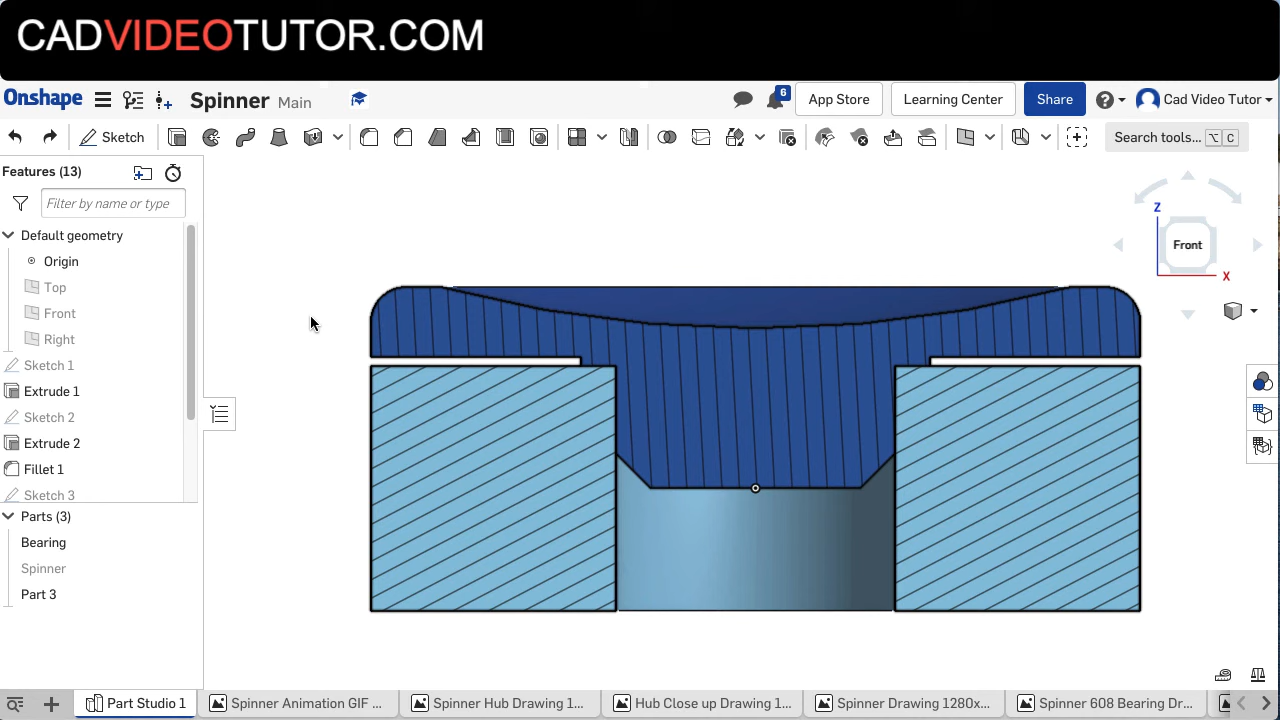 CADVIDEOTUTOR.COM
Onshape Spinner Main 6 App Store Learning Center Share Cad Video Tutor
Sketch Search tools... ⌥ C
Features (13)
Filter by name or type
Default geometry
Origin
Top
Front
Right
Sketch 1
Extrude 1
Sketch 2
Extrude 2
Fillet 1
Sketch 3
Parts (3)
Bearing
Spinner
Part 3
Z
Front
X
Part Studio 1 Spinner Animation GIF ... Spinner Hub Drawing 1... Hub Close up Drawing 1... Spinner Drawing 1280x... Spinner 608 Bearing Dr...